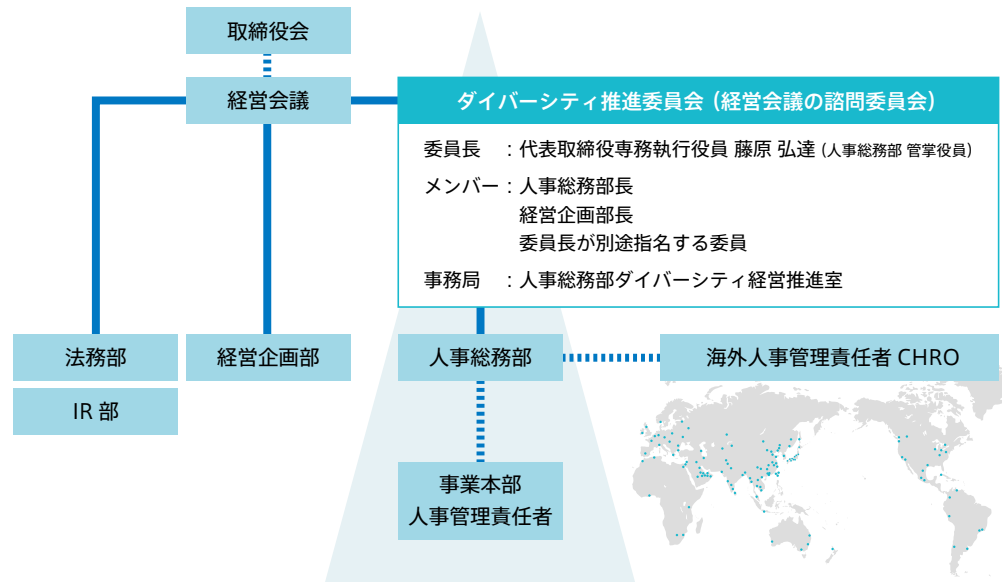 取締役会
経営会議
ダイバーシティ推進委員会（経営会議の諮問委員会）
委員長　：代表取締役専務執行役員 藤原 弘達（人事総務部 管掌役員）
メンバー：人事総務部長
経営企画部長
委員長が別途指名する委員
事務局　：人事総務部ダイバーシティ経営推進室
法務部
経営企画部
人事総務部
海外人事管理責任者 CHRO
IR 部
事業本部
人事管理責任者